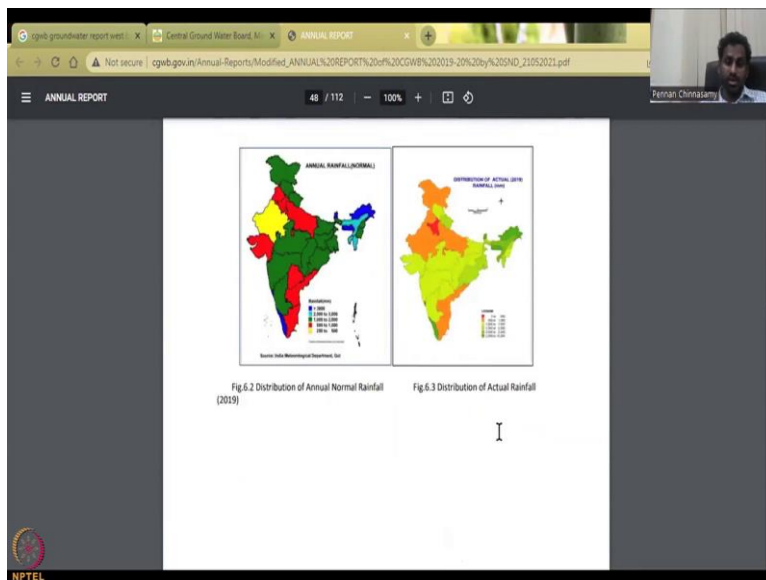 cgwb groundwater report west b
Central Ground Water Board, Mi
ANNUAL REPORT
Not secure
cgwb.gov.in/Annual-Reports/Modified_ANNUAL%20REPORT%20of%20CGWB%202019-20%20by%20SND_21052021.pdf
Pennan Chinnasamy
ANNUAL REPORT
48 / 112
100%
ANNUAL RAINFALL(NORMAL)
DISTRIBUTION OF ACTUAL (2019)
RAINFALL (mm)
Rainfall(mm)
Source: India Meteorological Department, GoI
Fig.6.2 Distribution of Annual Normal Rainfall
(2019)
Fig.6.3 Distribution of Actual Rainfall
NPTEL